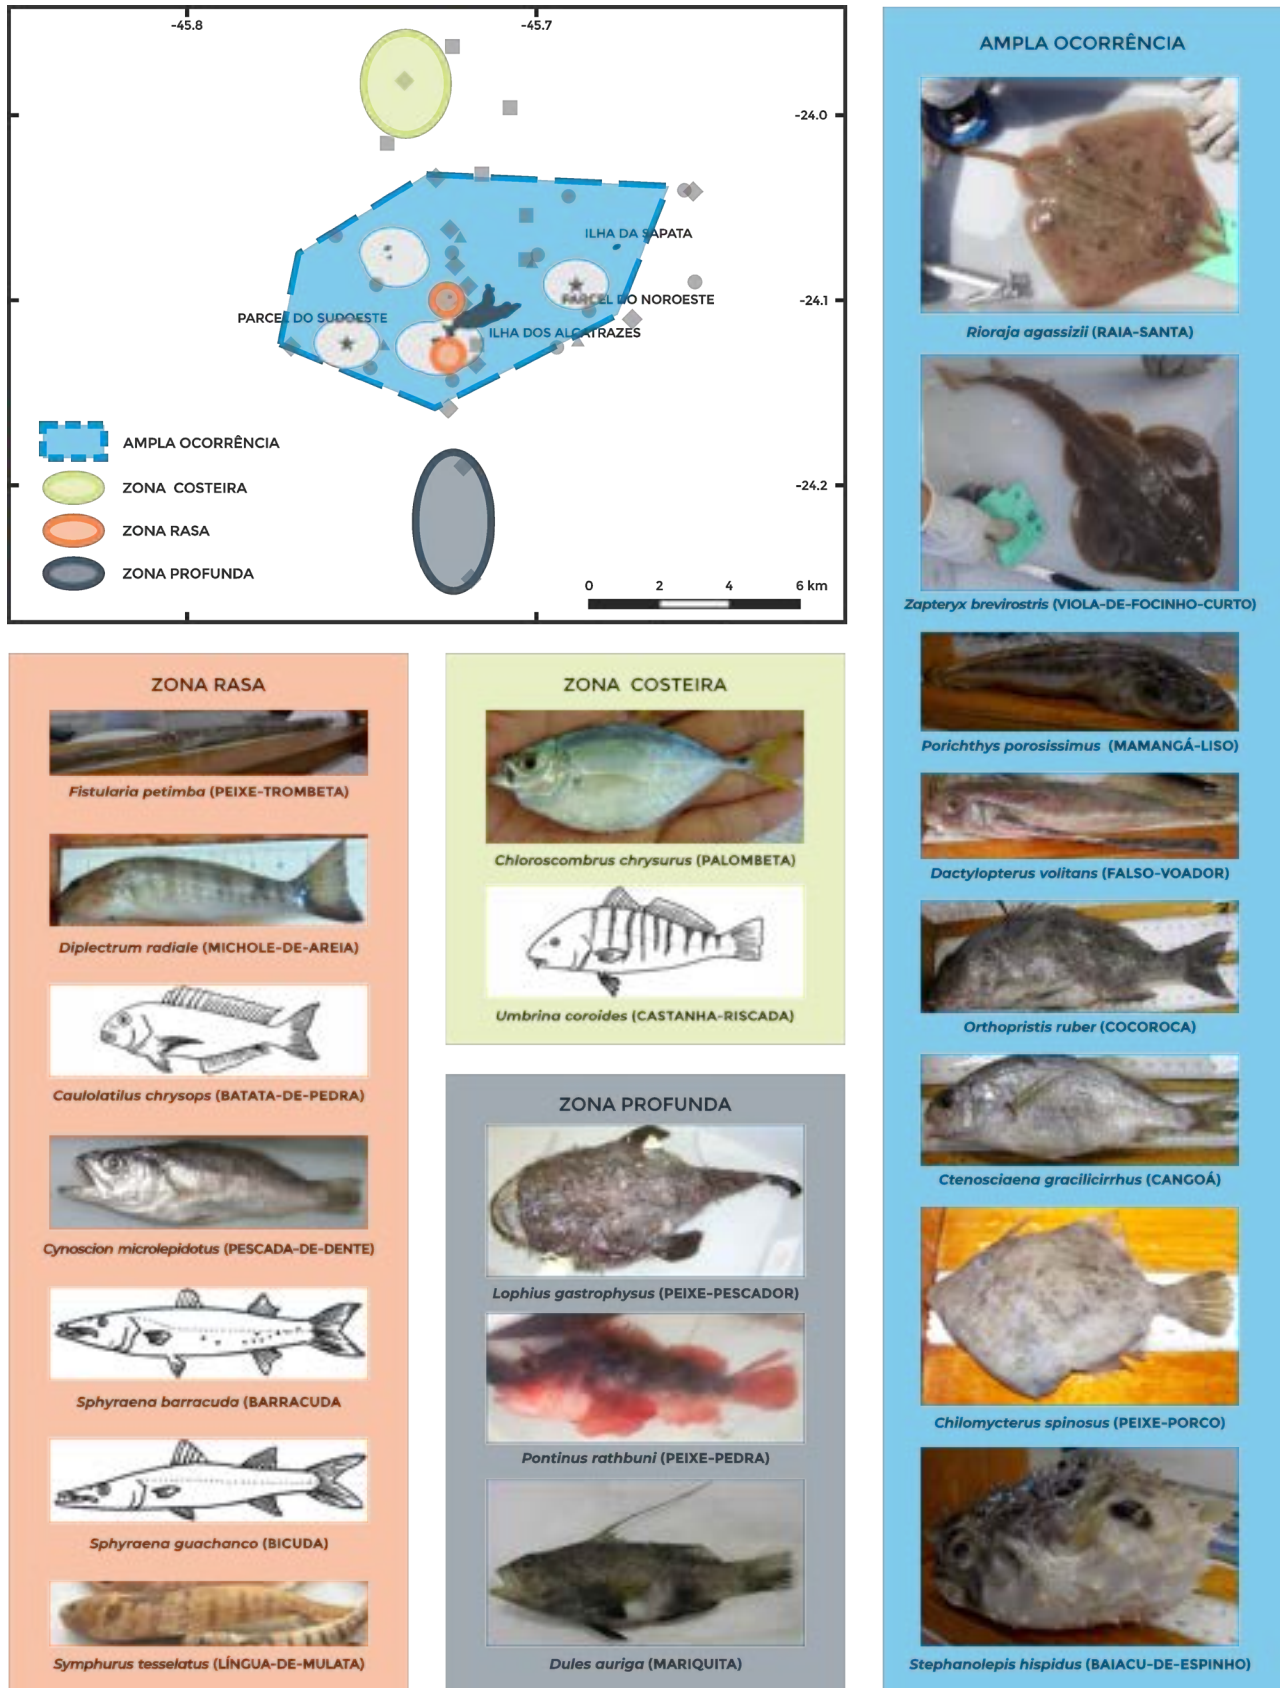 -45.8
-45.7
-24.0
ILHA DA SAPATA
-24.1
PARCEL DO NOROESTE
PARCEL DO SUDOESTE
ILHA DOS ALCATRAZES
-24.2
AMPLA OCORRÊNCIA
ZONA COSTEIRA
ZONA RASA
ZONA PROFUNDA
0 2 4 6 km
ZONA RASA
Fistularia petimba (PEIXE-TROMBETA)
Diplectrum radiale (MICHOLE-DE-AREIA)
Caulolatilus chrysops (BATATA-DE-PEDRA)
Cynoscion microlepidotus (PESCADA-DE-DENTE)
Sphyraena barracuda (BARRACUDA
Sphyraena guachanco (BICUDA)
Symphurus tesselatus (LÍNGUA-DE-MULATA)
ZONA COSTEIRA
Chloroscombrus chrysurus (PALOMBETA)
Umbrina coroides (CASTANHA-RISCADA)
ZONA PROFUNDA
Lophius gastrophysus (PEIXE-PESCADOR)
Pontinus rathbuni (PEIXE-PEDRA)
Dules auriga (MARIQUITA)
AMPLA OCORRÊNCIA
Rioraja agassizii (RAIA-SANTA)
Zapteryx brevirostris (VIOLA-DE-FOCINHO-CURTO)
Porichthys porosissimus (MAMANGÁ-LISO)
Dactylopterus volitans (FALSO-VOADOR)
Orthopristis ruber (COCOROCA)
Ctenosciaena gracilicirrhus (CANGOÁ)
Chilomycterus spinosus (PEIXE-PORCO)
Stephanolepis hispidus (BAIACU-DE-ESPINHO)